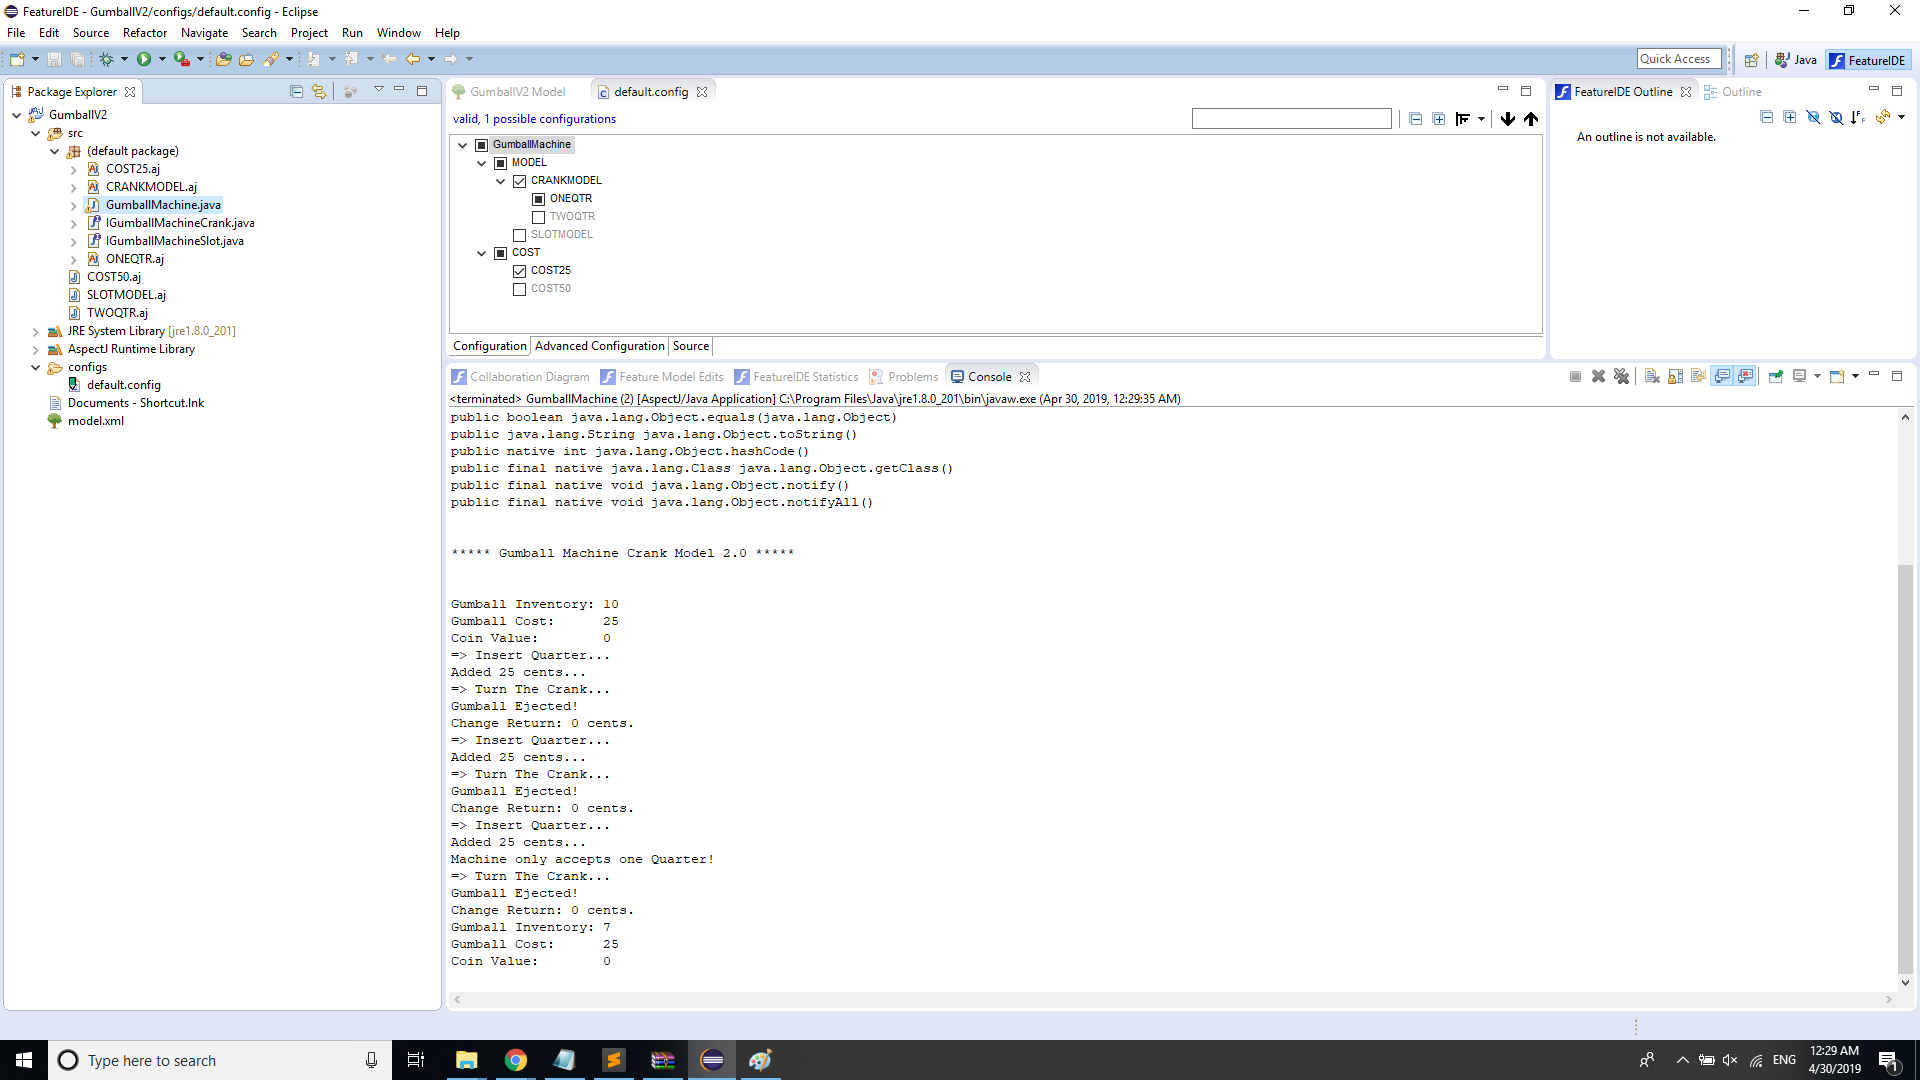 FeatureIDE - GumballV2/configs/default.config - Eclipse
File Edit Source Refactor Navigate Search Project Run Window Help
Quick Access
Java
FeatureIDE
Package Explorer
GumballV2
src
(default package)
COST25.aj
CRANKMODEL.aj
GumballMachine.java
IGumballMachineCrank.java
IGumballMachineSlot.java
ONEQTR.aj
COST50.aj
SLOTMODEL.aj
TWOQTR.aj
JRE System Library [jre1.8.0_201]
AspectJ Runtime Library
configs
default.config
Documents - Shortcut.lnk
model.xml
GumballV2 Model
default.config
valid, 1 possible configurations
GumballMachine
MODEL
CRANKMODEL
ONEQTR
TWOQTR
SLOTMODEL
COST
COST25
COST50
Configuration Advanced Configuration Source
FeatureIDE Outline
Outline
An outline is not available.
Collaboration Diagram Feature Model Edits FeatureIDE Statistics Problems Console
<terminated> GumballMachine (2) [AspectJ/Java Application] C:\Program Files\Java\jre1.8.0_201\bin\javaw.exe (Apr 30, 2019, 12:29:35 AM)
public boolean java.lang.Object.equals(java.lang.Object)
public java.lang.String java.lang.Object.toString()
public native int java.lang.Object.hashCode()
public final native java.lang.Class java.lang.Object.getClass()
public final native void java.lang.Object.notify()
public final native void java.lang.Object.notifyAll()
***** Gumball Machine Crank Model 2.0 *****
Gumball Inventory: 10
Gumball Cost: 25
Coin Value: 0
=> Insert Quarter...
Added 25 cents...
=> Turn The Crank...
Gumball Ejected!
Change Return: 0 cents.
=> Insert Quarter...
Added 25 cents...
=> Turn The Crank...
Gumball Ejected!
Change Return: 0 cents.
=> Insert Quarter...
Added 25 cents...
Machine only accepts one Quarter!
=> Turn The Crank...
Gumball Ejected!
Change Return: 0 cents.
Gumball Inventory: 7
Gumball Cost: 25
Coin Value: 0
Type here to search
ENG
12:29 AM
4/30/2019
1